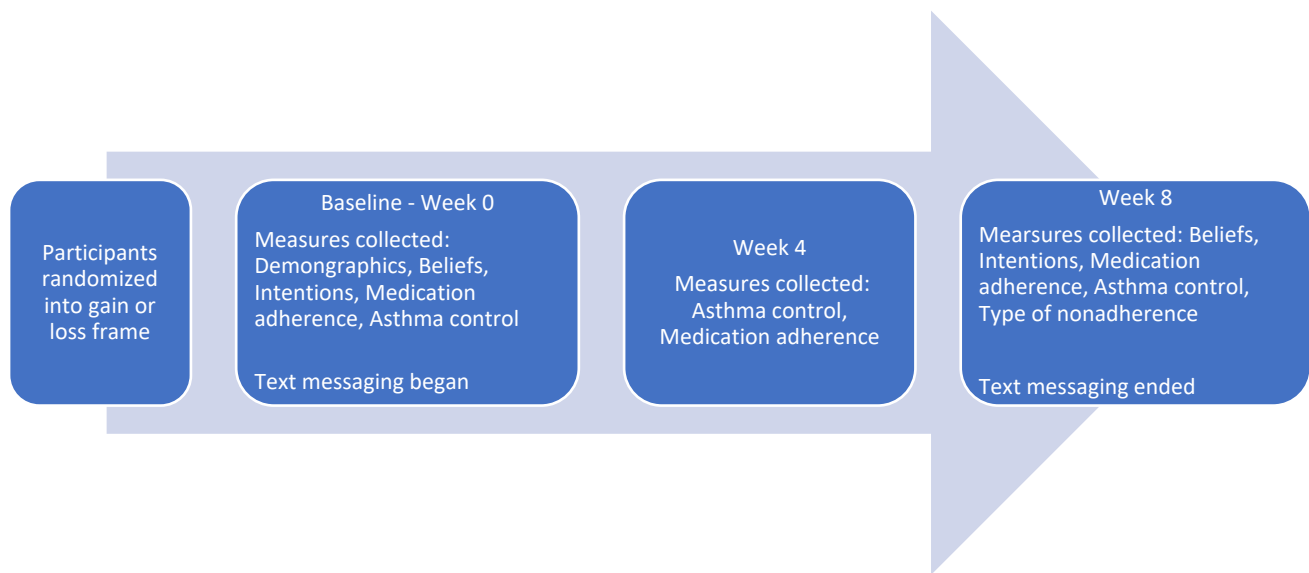 Participants
randomized
into gain or
loss frame
Baseline - Week 0
Measures collected:
Demongraphics, Beliefs,
Intentions, Medication
adherence, Asthma control
Text messaging began
Week 4
Measures collected:
Asthma control,
Medication adherence
Week 8
Mearsures collected: Beliefs,
Intentions, Medication
adherence, Asthma control,
Type of nonadherence
Text messaging ended